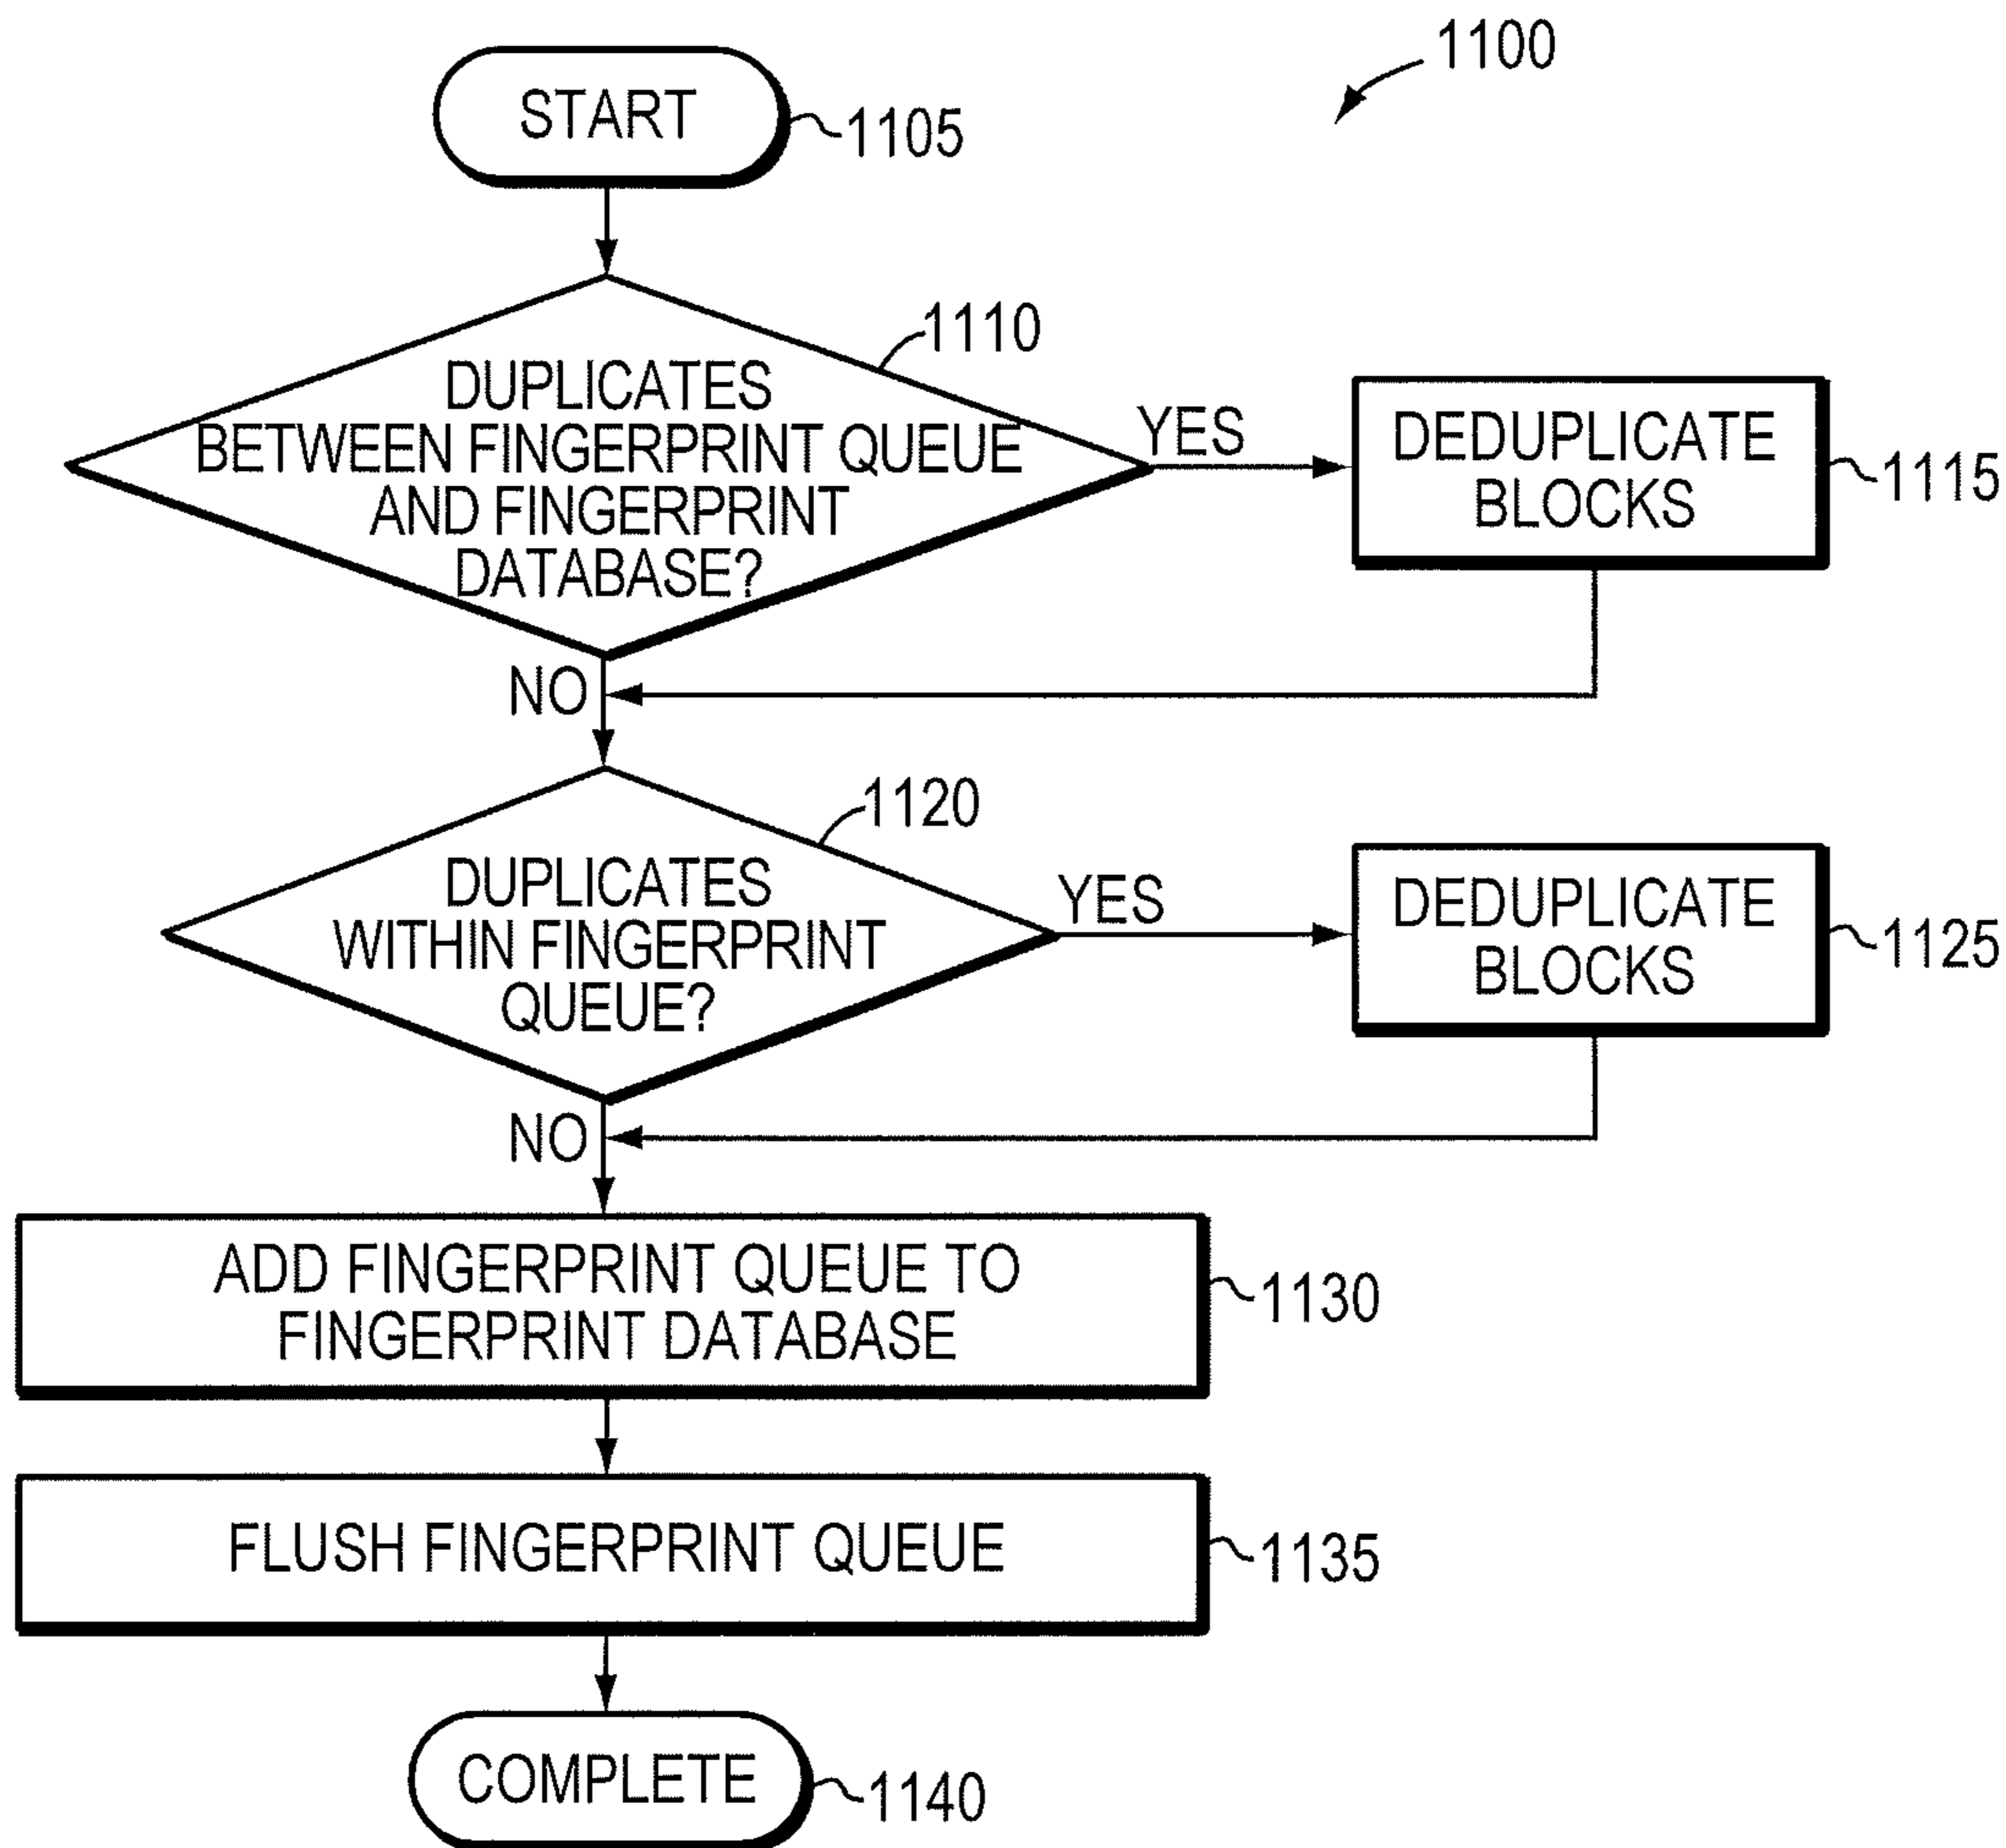 1100
START
1105
1110
DUPLICATES
BETWEEN FINGERPRINT QUEUE
AND FINGERPRINT
DATABASE?
YES
DEDUPLICATE
BLOCKS
1115
NO
1120
DUPLICATES
WITHIN FINGERPRINT
QUEUE?
YES
DEDUPLICATE
BLOCKS
1125
NO
ADD FINGERPRINT QUEUE TO
FINGERPRINT DATABASE
1130
FLUSH FINGERPRINT QUEUE
1135
COMPLETE
1140